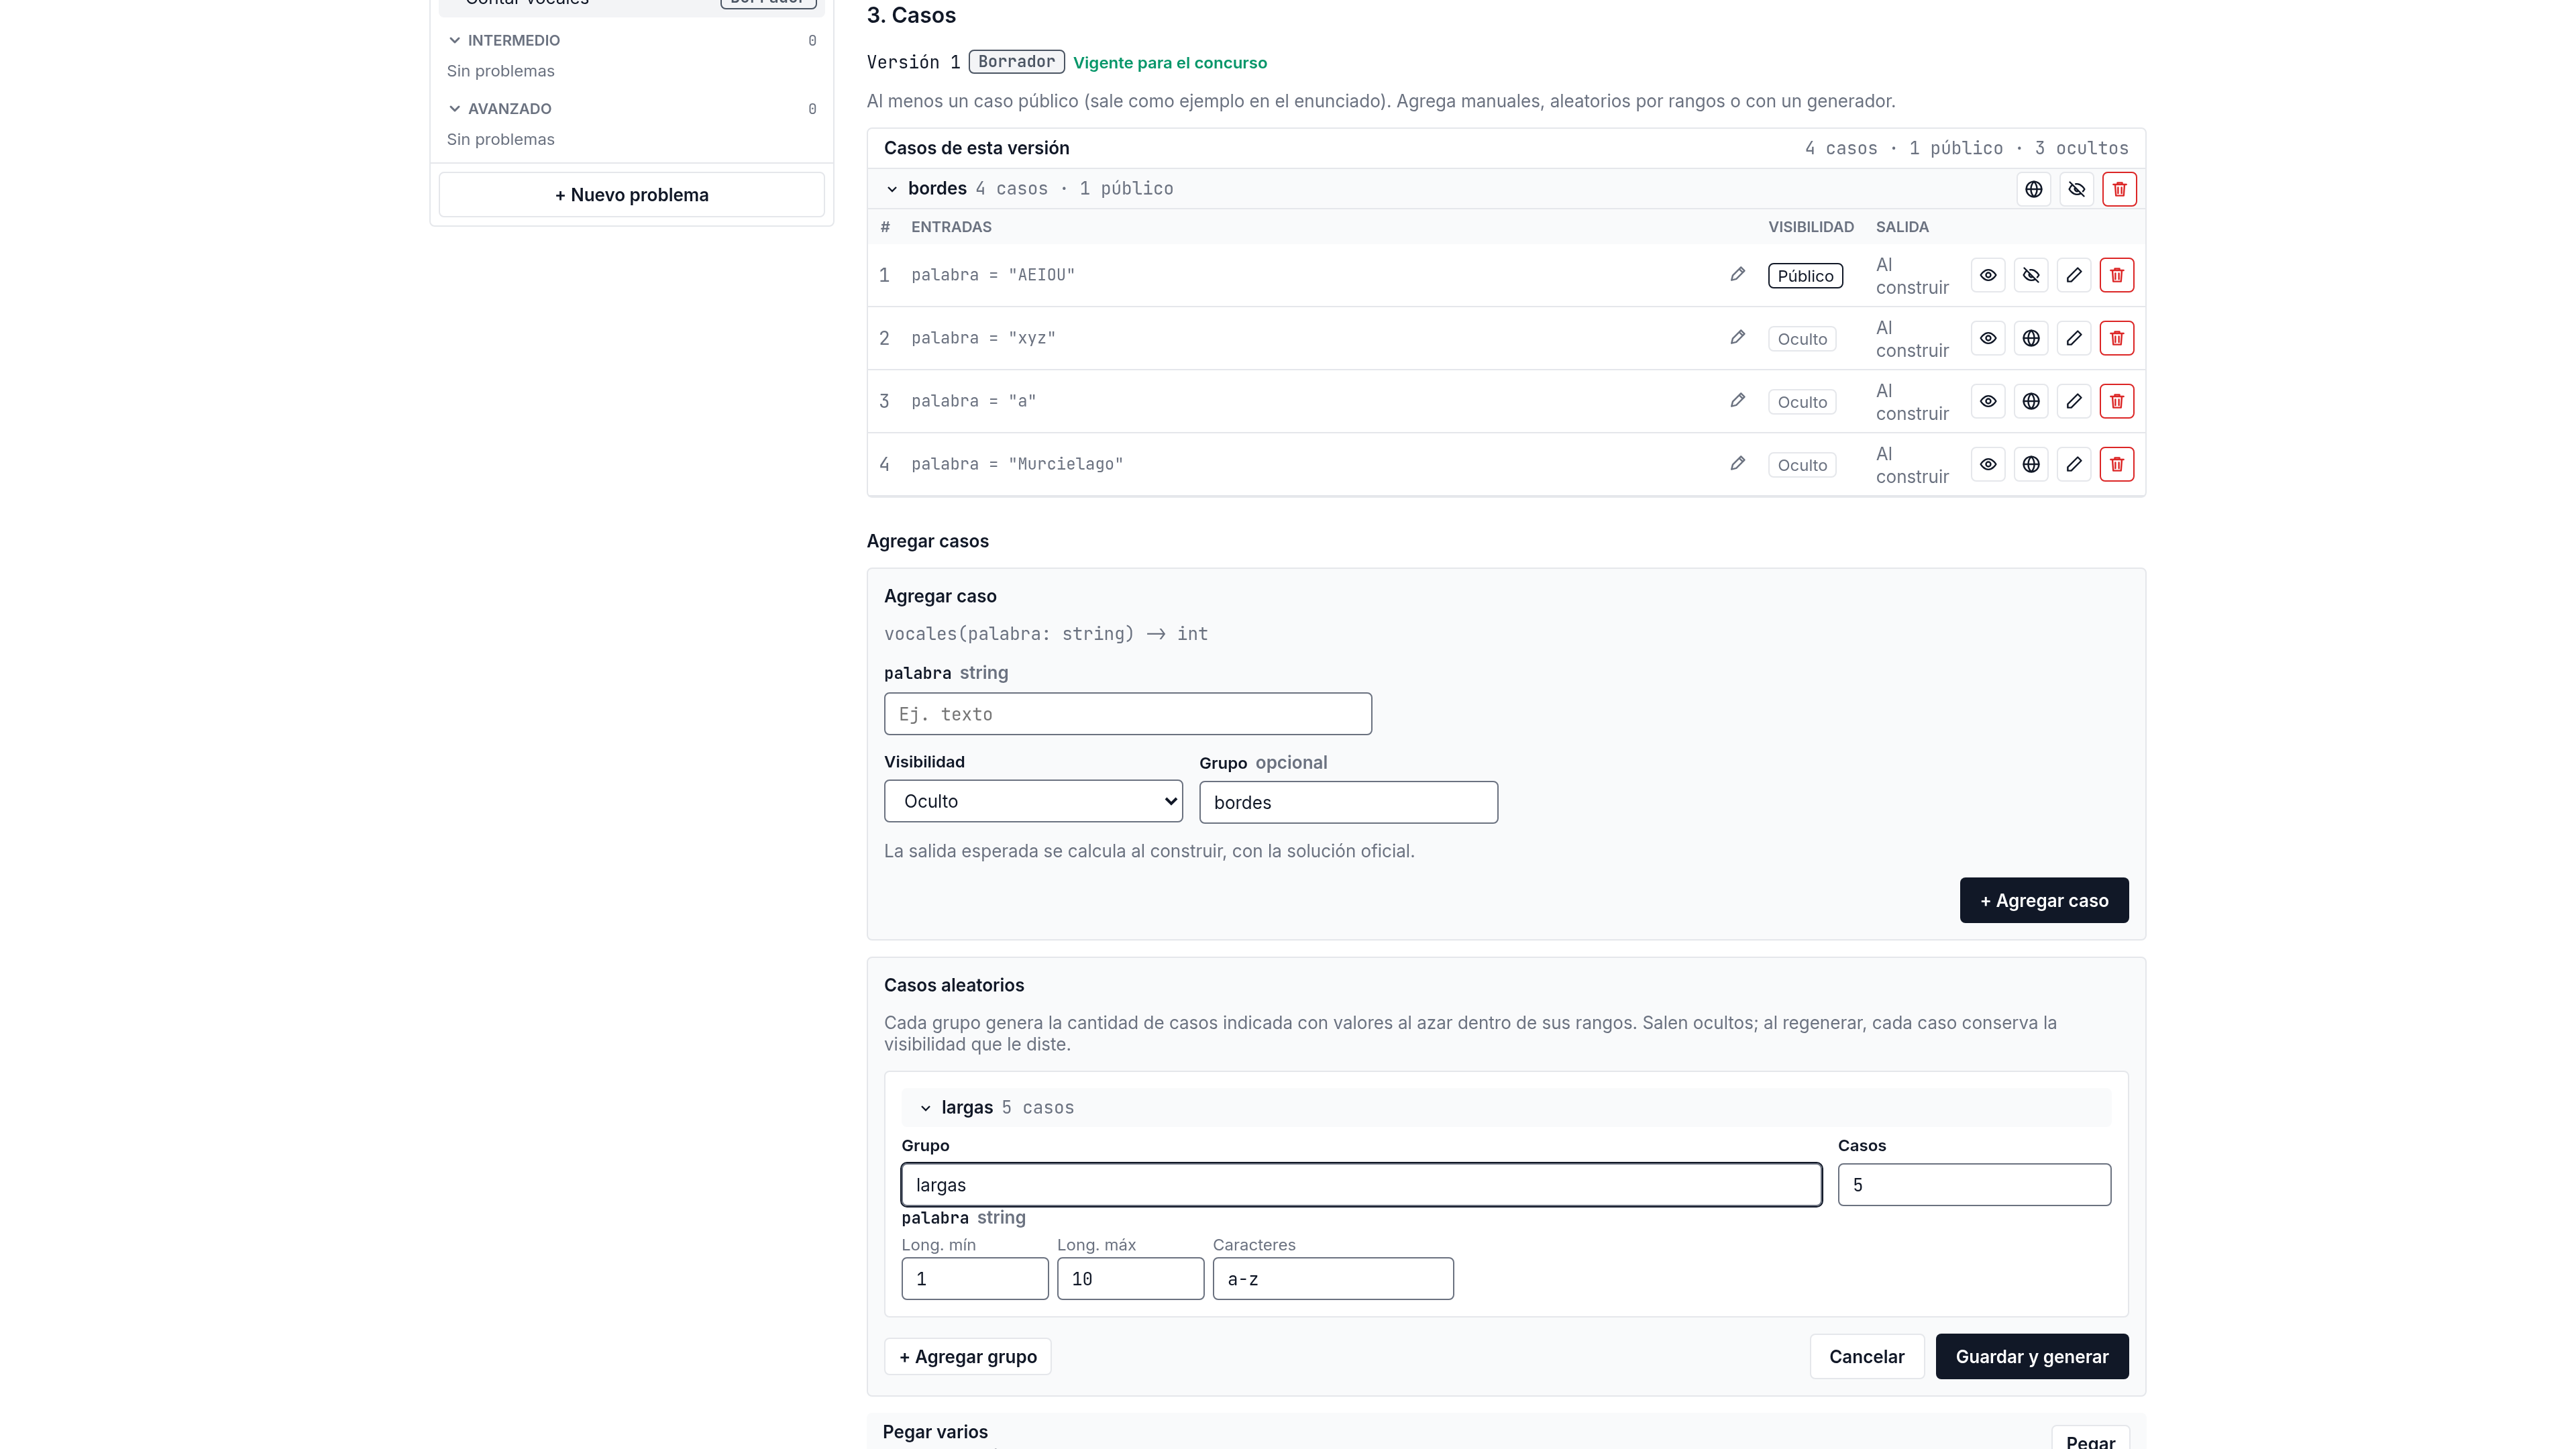 Contar vocales Borrador
INTERMEDIO 0
Sin problemas
AVANZADO 0
Sin problemas
+ Nuevo problema
3. Casos
Versión 1 Borrador Vigente para el concurso
Al menos un caso público (sale como ejemplo en el enunciado). Agrega manuales, aleatorios por rangos o con un generador.
Casos de esta versión 4 casos · 1 público · 3 ocultos
bordes 4 casos · 1 público
# ENTRADAS VISIBILIDAD SALIDA
1 palabra = "AEIOU" Público Al construir
2 palabra = "xyz" Oculto Al construir
3 palabra = "a" Oculto Al construir
4 palabra = "Murcielago" Oculto Al construir
Agregar casos
Agregar caso
vocales(palabra: string) → int
palabra string
Ej. texto
Visibilidad Grupo opcional
Oculto bordes
La salida esperada se calcula al construir, con la solución oficial.
+ Agregar caso
Casos aleatorios
Cada grupo genera la cantidad de casos indicada con valores al azar dentro de sus rangos. Salen ocultos; al regenerar, cada caso conserva la
visibilidad que le diste.
largas 5 casos
Grupo Casos
largas 5
palabra string
Long. mín Long. máx Caracteres
1 10 a-z
+ Agregar grupo Cancelar Guardar y generar
Pegar varios Pegar